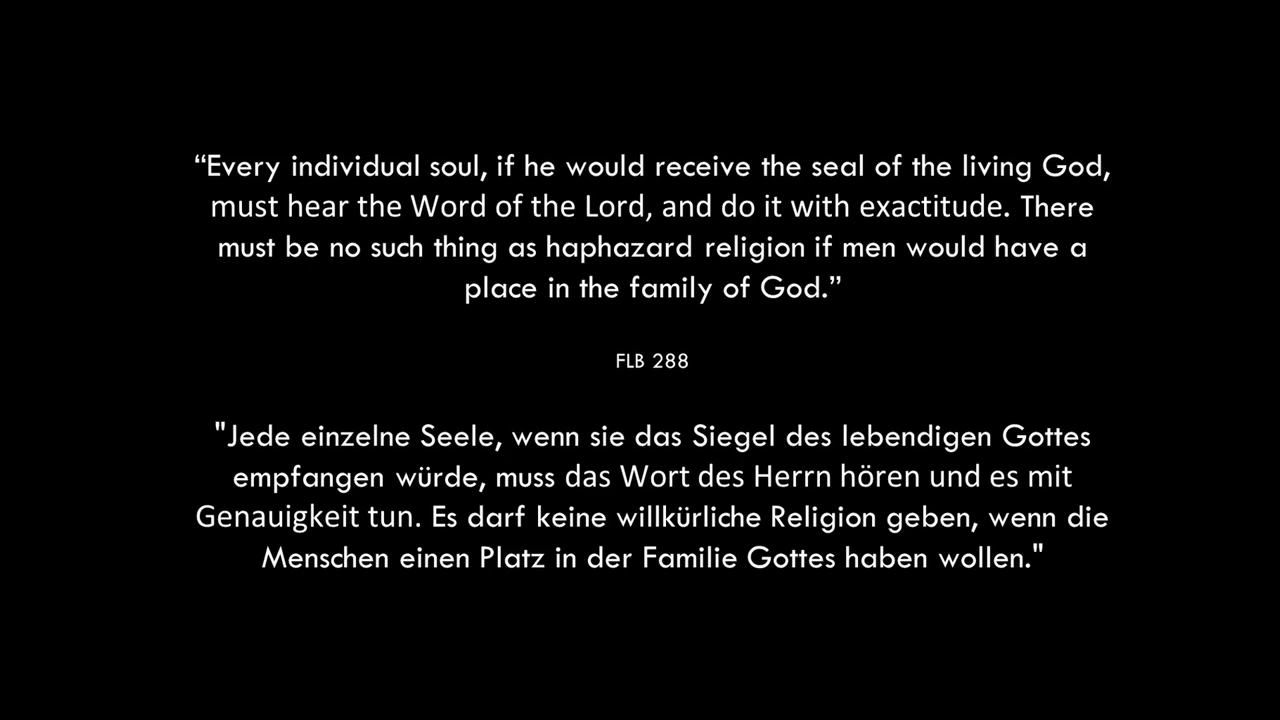 “Every individual soul, if he would receive the seal of the living God,
must hear the Word of the Lord, and do it with exactitude. There
must be no such thing as haphazard religion if men would have a
place in the family of God.”
FLB 288
"Jede einzelne Seele, wenn sie das Siegel des lebendigen Gottes
empfangen würde, muss das Wort des Herrn hören und es mit
Genauigkeit tun. Es darf keine willkürliche Religion geben, wenn die
Menschen einen Platz in der Familie Gottes haben wollen."